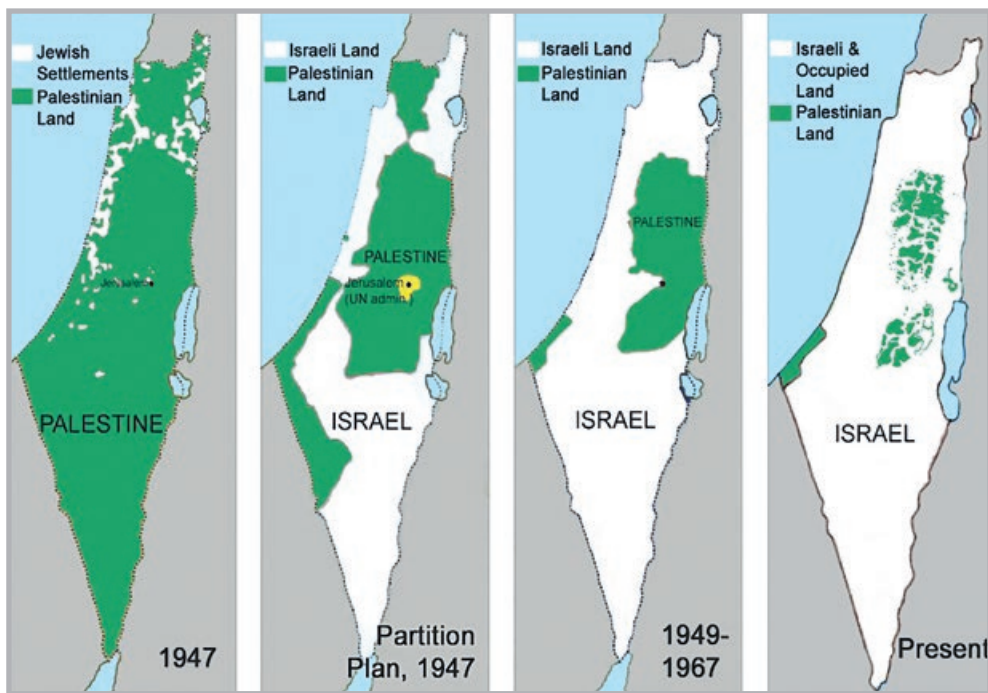 Jewish
Settlements
Palestinian
Land
Jerusalem
PALESTINE
1947
Israeli Land
Palestinian
Land
PALESTINE
Jerusalem
(UN admin.)
ISRAEL
Partition
Plan, 1947
Israeli Land
Palestinian
Land
PALESTINE
ISRAEL
1949-
1967
Israeli &
Occupied
Land
Palestinian
Land
ISRAEL
Present